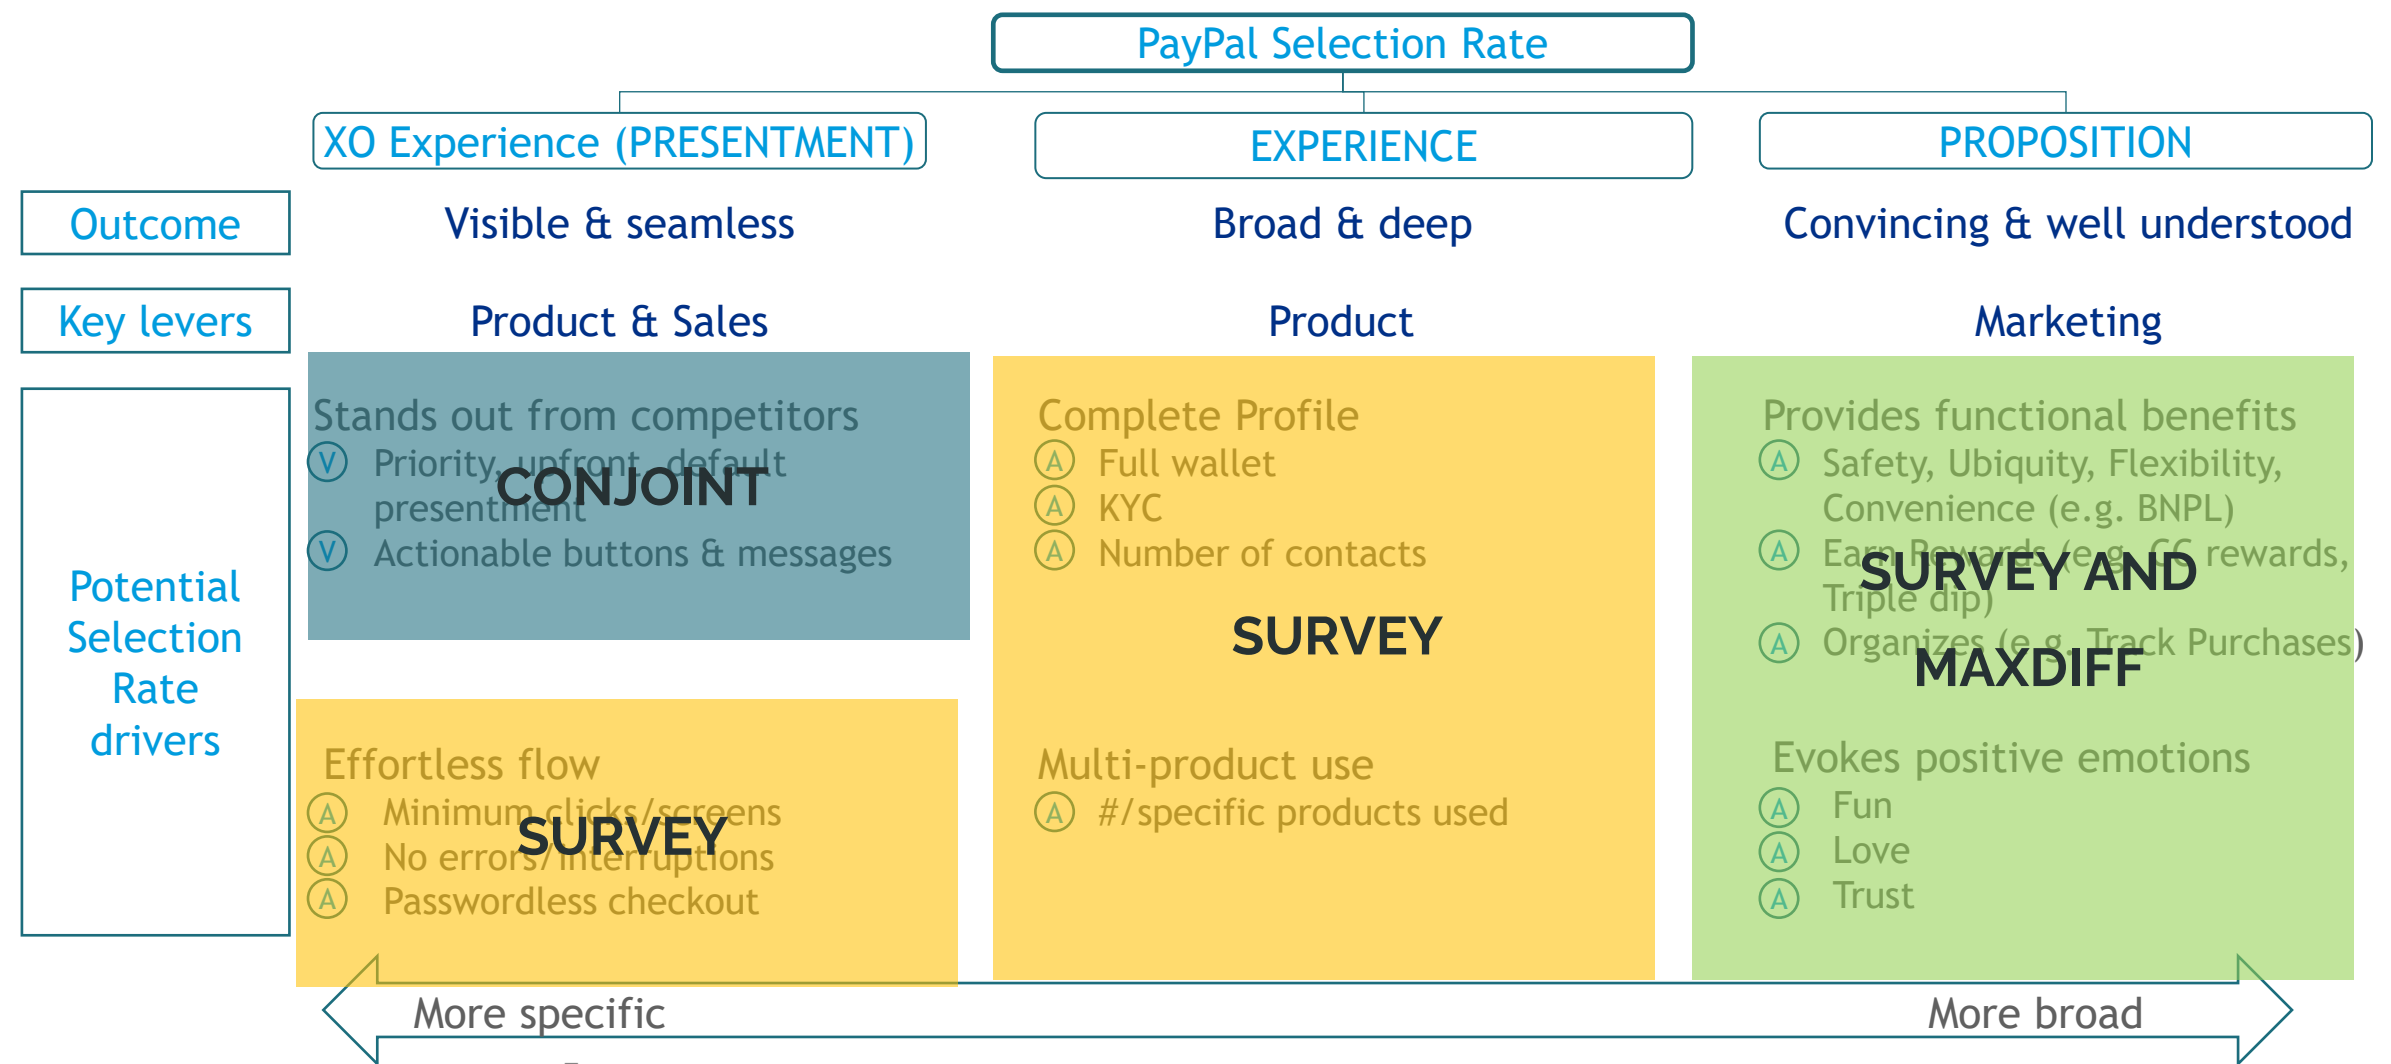 PayPal Selection Rate
XO Experience (PRESENTMENT)
EXPERIENCE
PROPOSITION
Outcome
Visible & seamless
Broad & deep
Convincing & well understood
Key levers
Product & Sales
Product
Marketing
Potential
Selection
Rate
drivers
Stands out from competitors
V Priority, upfront, default
presentment
V Actionable buttons & messages
CONJOINT
Effortless flow
A Minimum clicks/screens
A No errors/interruptions
A Passwordless checkout
SURVEY
Complete Profile
A Full wallet
A KYC
A Number of contacts
SURVEY
Multi-product use
A #/specific products used
Provides functional benefits
A Safety, Ubiquity, Flexibility,
Convenience (e.g. BNPL)
A Earn Rewards (e.g. CC rewards,
Triple dip)
A Organizes (e.g. Track Purchases)
SURVEY AND
MAXDIFF
Evokes positive emotions
A Fun
A Love
A Trust
More specific
More broad